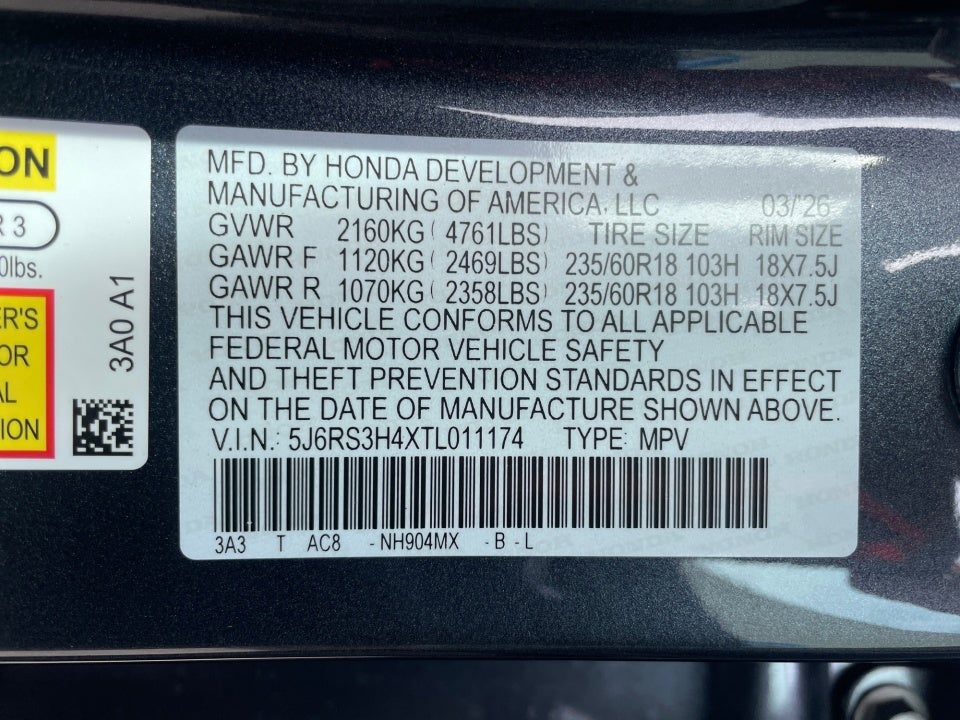 ON
R 3
0lbs.
ER'S
OR
AL
ION
3A0 A1
MFD. BY HONDA DEVELOPMENT &
MANUFACTURING OF AMERICA, LLC 03/'26
GVWR 2160KG ( 4761LBS) TIRE SIZE RIM SIZE
GAWR F 1120KG ( 2469LBS) 235/60R18 103H 18X7.5J
GAWR R 1070KG ( 2358LBS) 235/60R18 103H 18X7.5J
THIS VEHICLE CONFORMS TO ALL APPLICABLE
FEDERAL MOTOR VEHICLE SAFETY
AND THEFT PREVENTION STANDARDS IN EFFECT
ON THE DATE OF MANUFACTURE SHOWN ABOVE.
V.I.N.: 5J6RS3H4XTL011174 TYPE: MPV
3A3 T AC8 -NH904MX -B -L